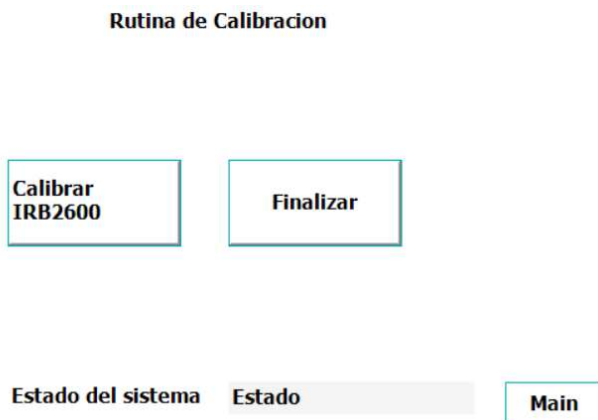 Rutina de Calibracion
Calibrar
IRB2600
Finalizar
Estado del sistema
Estado
Main